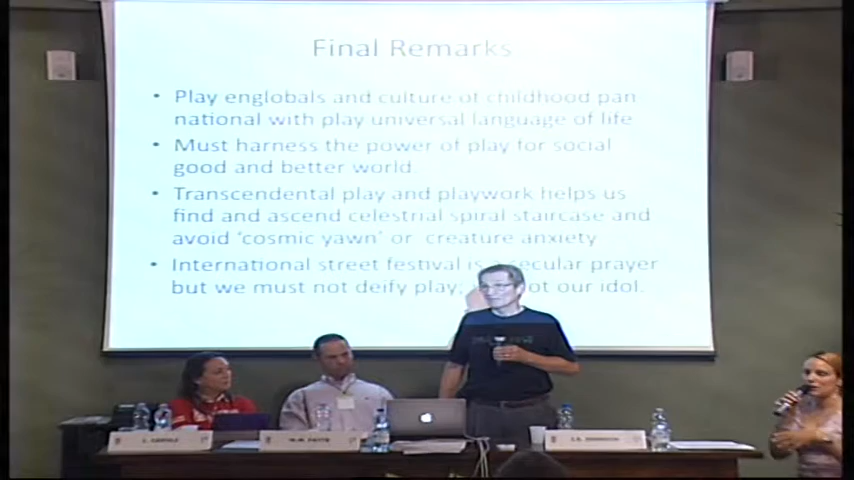 Final Remarks
• Play englobals and culture of childhood pan
national with play universal language of life
• Must harness the power of play for social
good and better world
• Transcendental play and playwork helps us
find and ascend celestrial spiral staircase and
avoid 'cosmic yawn' or creature anxiety
• International street festival is secular prayer
but we must not deify play, not our idol.